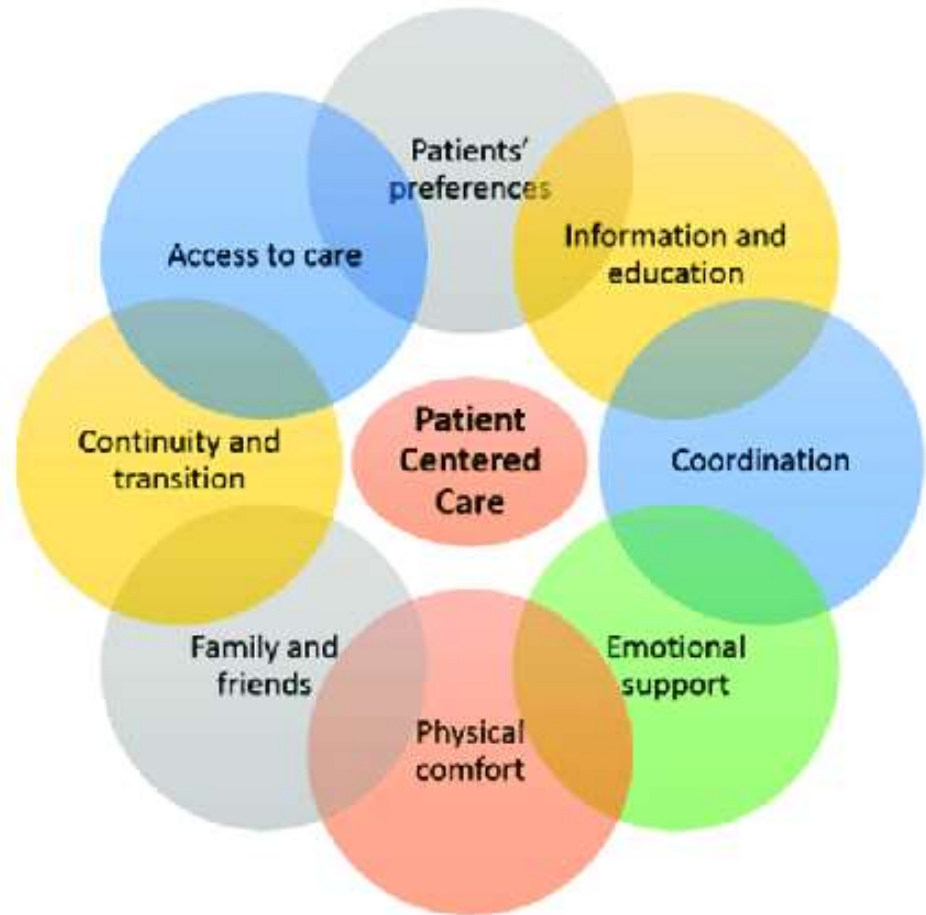 Patients'
preferences
Information and
education
Coordination
Emotional
support
Physical
comfort
Family and
friends
Continuity and
transition
Access to care
Patient
Centered
Care